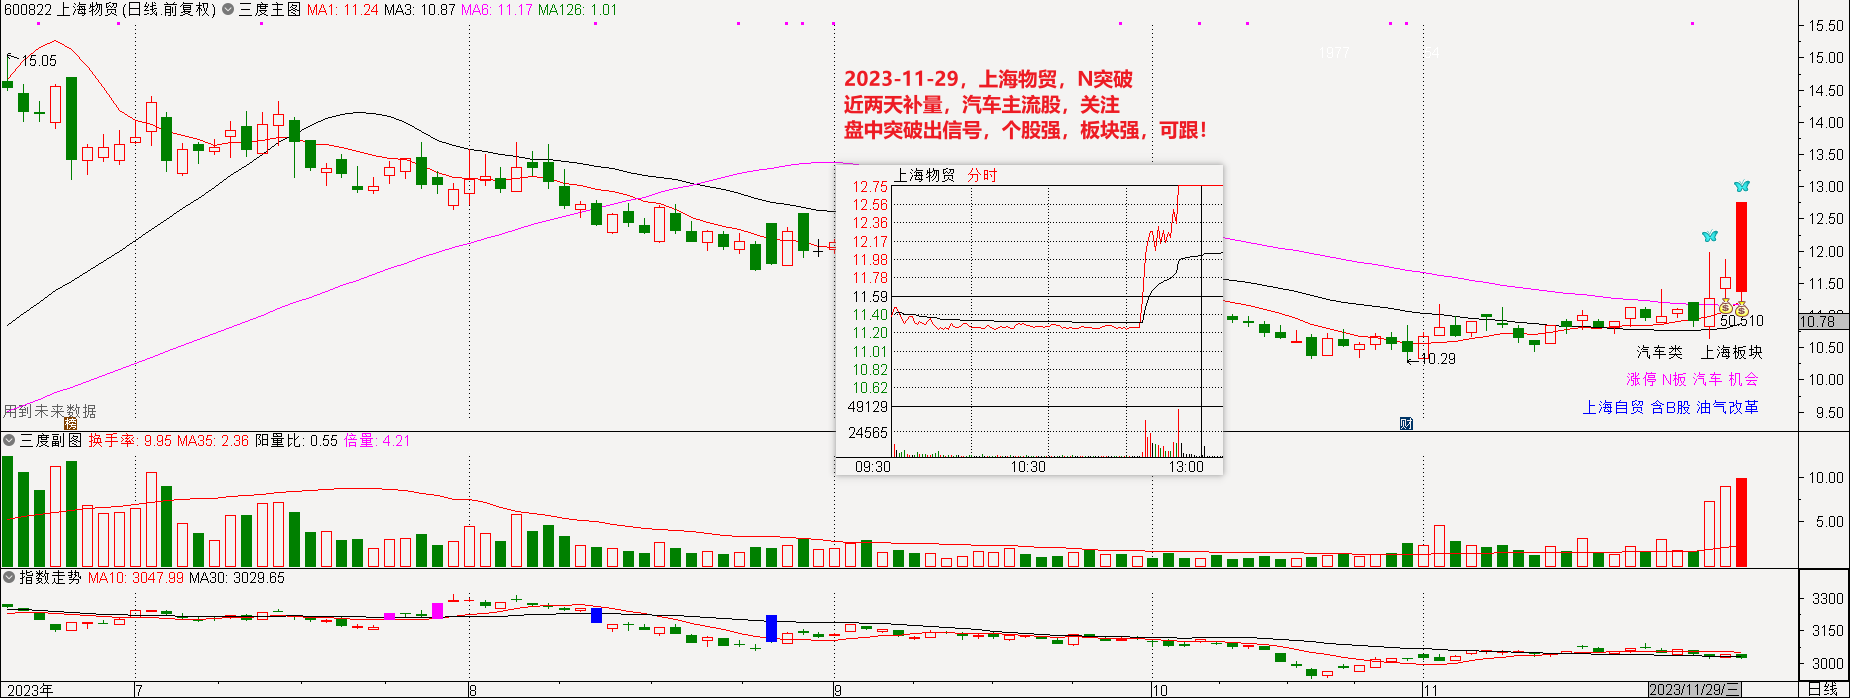 600822 上海物贸(日线.前复权) 三度主图 MA1: 11.24 MA3: 10.87 MA6: 11.17 MA126: 1.01
15.50
15.00
14.50
14.00
13.50
13.00
12.50
12.00
11.50
10.78
10.50
10.00
9.50
15.05
1977
54
2023-11-29，上海物贸，N突破
近两天补量，汽车主流股，关注
盘中突破出信号，个股强，板块强，可跟！
上海物贸 分时
12.75
12.56
12.36
12.17
11.98
11.78
11.59
11.40
11.20
11.01
10.82
10.62
49129
24565
09:30 10:30 13:00
10.29
50.510
汽车类 上海板块
涨停 N板 汽车 机会
上海自贸 含B股 油气改革
用到未来数据
榜
财
三度副图 换手率: 9.95 MA35: 2.36 阳量比: 0.55 倍量: 4.21
10.00
5.00
指数走势 MA10: 3047.99 MA30: 3029.65
3300
3150
3000
2023年 7 8 9 10 11 2023/11/29/三 日线